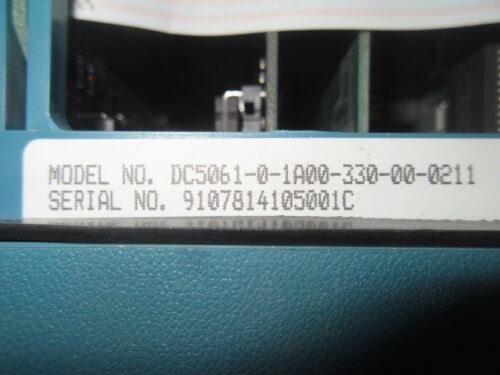 MODEL NO. DC5061-0-1A00-330-00-0211
SERIAL NO. 9107814105001C